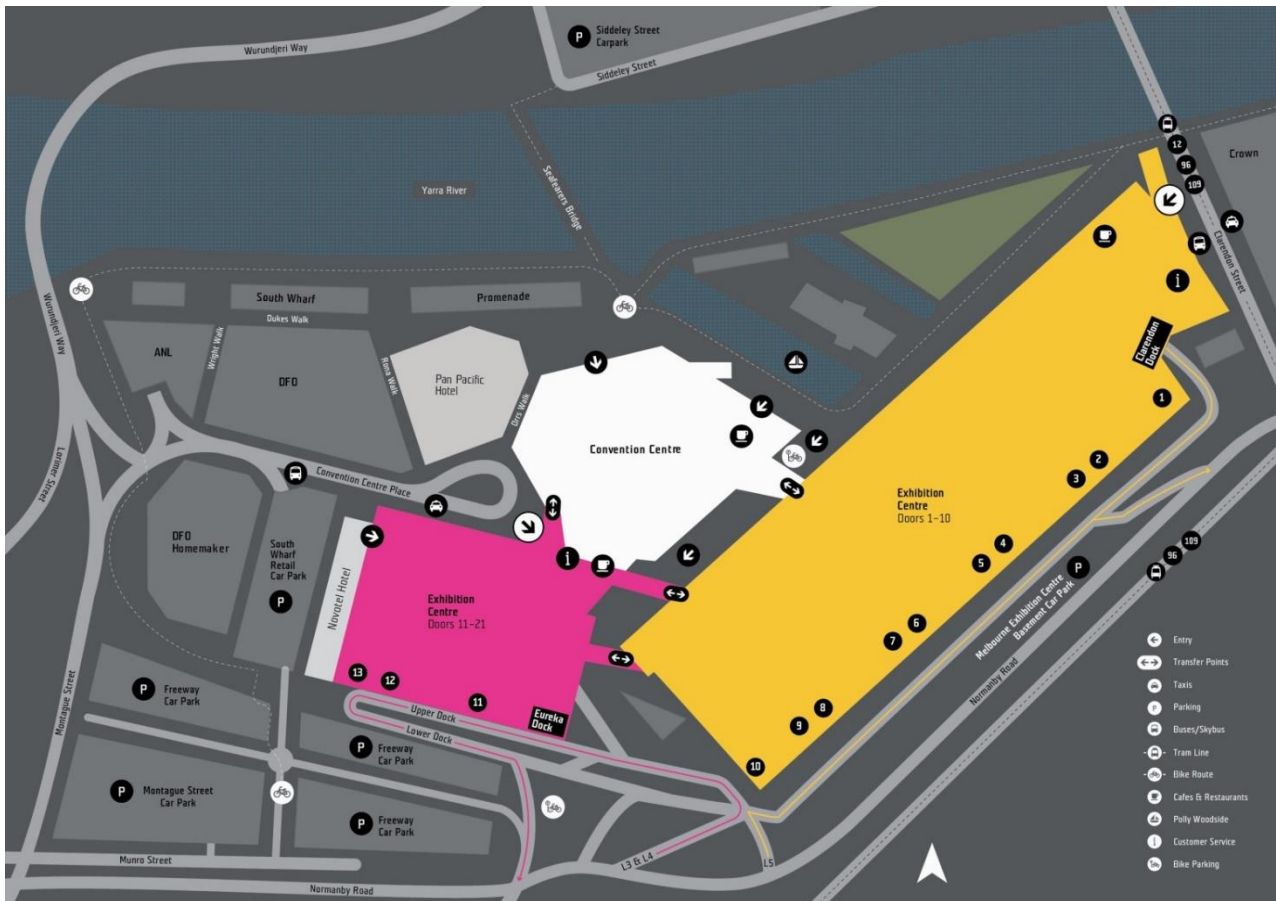 Wurundjeri Way
P
Siddeley Street
Carpark
Siddeley Street
12
96
109
Crown
Clarendon Street
Yarra River
Seafarers Bridge
i
Clarendon
Dock
South Wharf
Promenade
Dukes Walk
Wurundjeri Way
ANL
Wright Walk
DFO
Rona Walk
Pan Pacific
Hotel
Orrs Walk
Convention Centre
1
2
3
Exhibition
Centre
Doors 1-10
4
5
6
7
8
9
10
Lorimer Street
Convention Centre Place
DFO
Homemaker
South
Wharf
Retail
Car Park
P
Novotel Hotel
i
Exhibition
Centre
Doors 11-21
13
12
11
Eureka
Dock
Upper Dock
Lower Dock
P
Melbourne Exhibition Centre
Basement Car Park
Normanby Road
96
109
Montague Street
P
Freeway
Car Park
P
Freeway
Car Park
P
Montague Street
Car Park
P
Freeway
Car Park
Munro Street
Normanby Road
L3 & L4
L5
Entry
Transfer Points
Taxis
P
Parking
Buses/Skybus
Tram Line
Bike Route
Cafes & Restaurants
Polly Woodside
i
Customer Service
Bike Parking